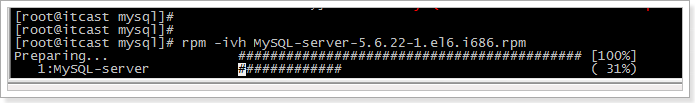 [root@itcast mysql]#
[root@itcast mysql]#
[root@itcast mysql]# rpm -ivh MySQL-server-5.6.22-1.el6.i686.rpm
Preparing... ########################################### [100%]
1:MySQL-server ############# ( 31%)